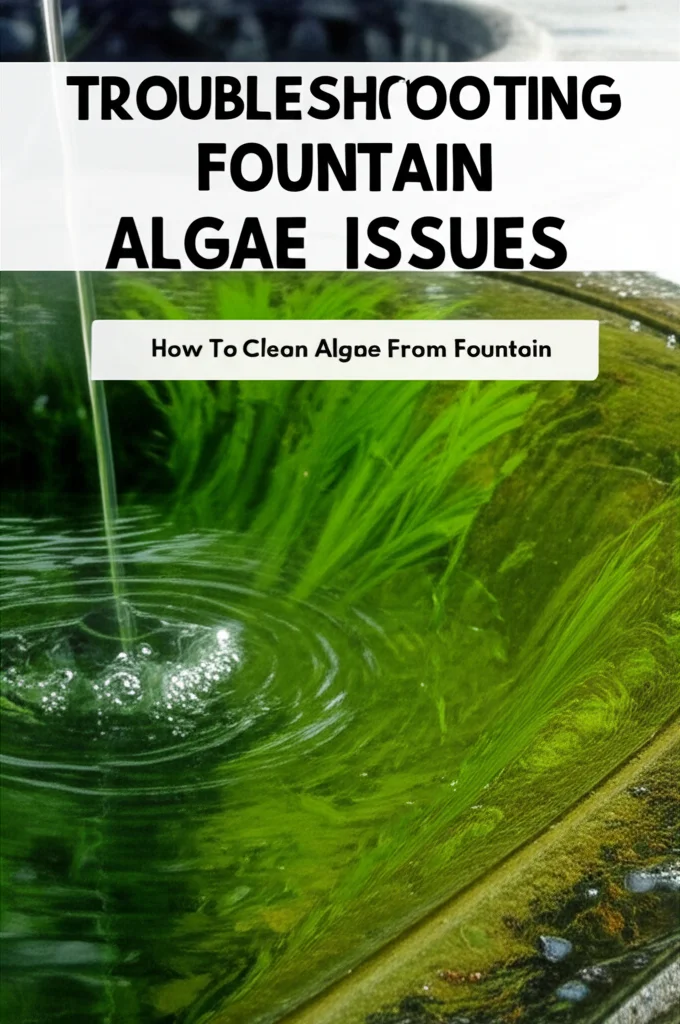 TROUBLESHOOTING
FOUNTAIN
ALGAE ISSUES
How To Clean Algae From Fountain